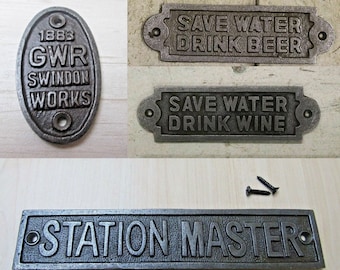 1883
GWR
SWINDON
WORKS
SAVE WATER
DRINK BEER
SAVE WATER
DRINK WINE
STATION MASTER